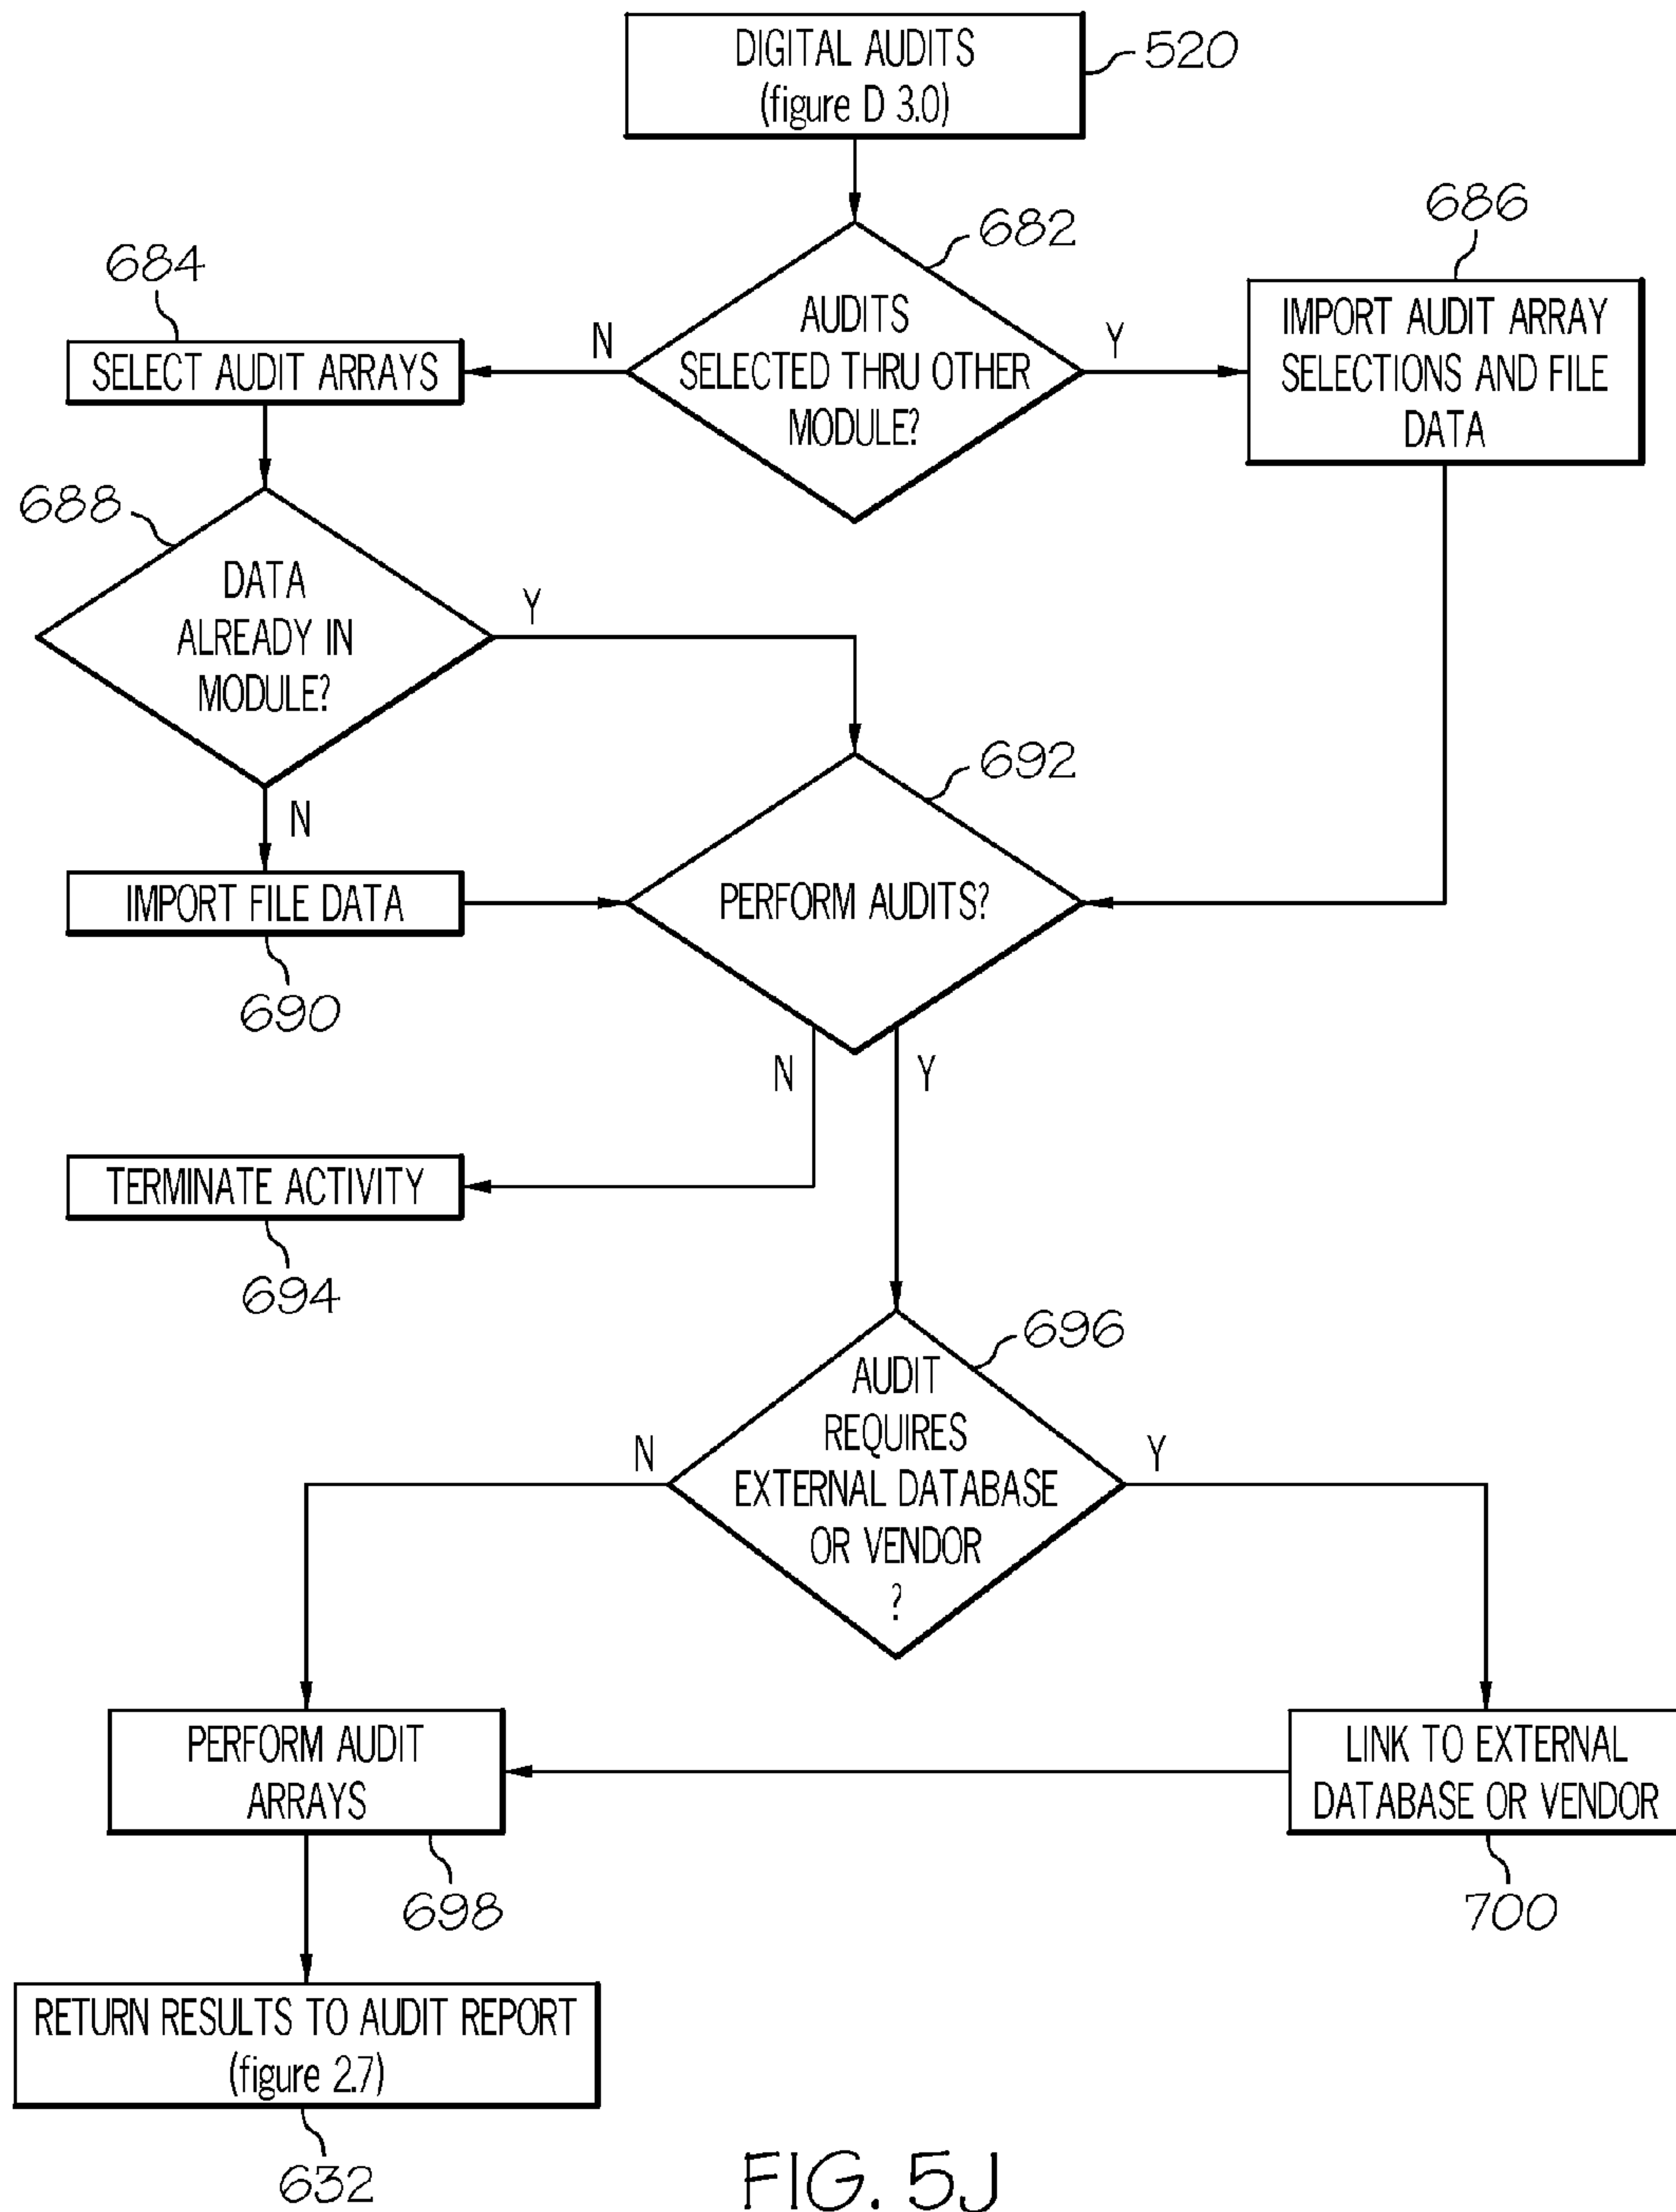 DIGITAL AUDITS
(figure D 3.0)
520
682
686
684
AUDITS
SELECTED THRU OTHER
MODULE?
N
Y
SELECT AUDIT ARRAYS
IMPORT AUDIT ARRAY
SELECTIONS AND FILE
DATA
688
DATA
ALREADY IN
MODULE?
Y
N
692
IMPORT FILE DATA
690
PERFORM AUDITS?
N
Y
TERMINATE ACTIVITY
694
696
AUDIT
REQUIRES
EXTERNAL DATABASE
OR VENDOR
?
N
Y
PERFORM AUDIT
ARRAYS
698
LINK TO EXTERNAL
DATABASE OR VENDOR
700
RETURN RESULTS TO AUDIT REPORT
(figure 2.7)
632
FIG. 5J